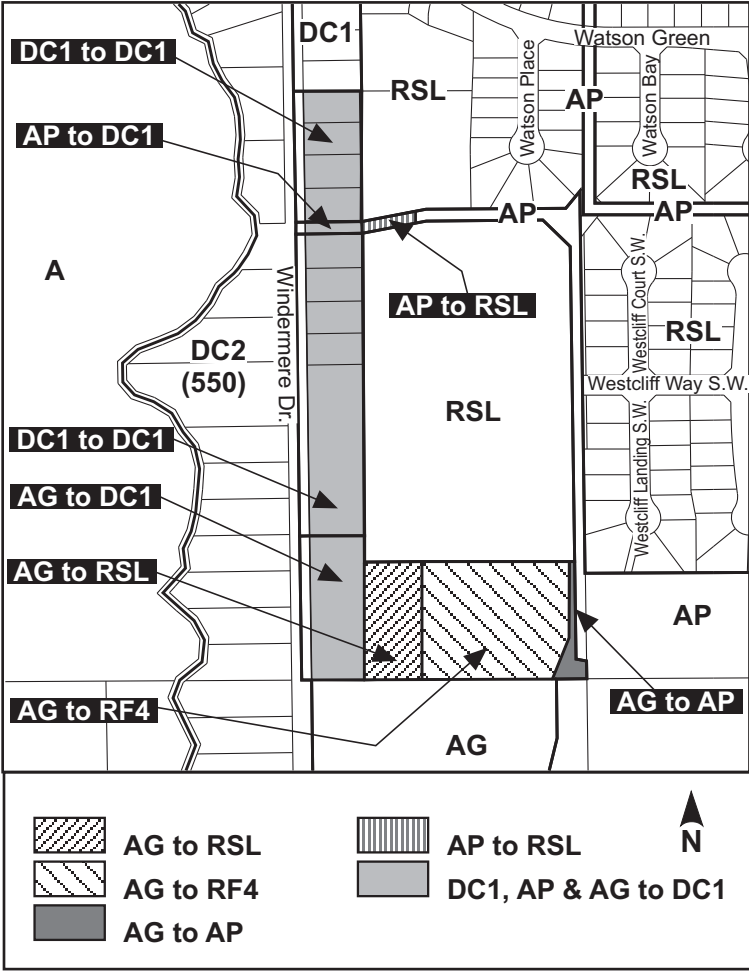 DC1
DC1 to DC1
Watson Green
RSL
Watson Place
AP
Watson Bay
AP to DC1
RSL
AP
AP
A
Windermere Dr.
AP to RSL
Westcliff Court S.W.
RSL
DC2
(550)
Westcliff Way S.W.
RSL
DC1 to DC1
Westcliff Landing S.W.
AG to DC1
AG to RSL
AP
AG to RF4
AG to AP
AG
AG to RSL
AP to RSL
N
AG to RF4
DC1, AP & AG to DC1
AG to AP